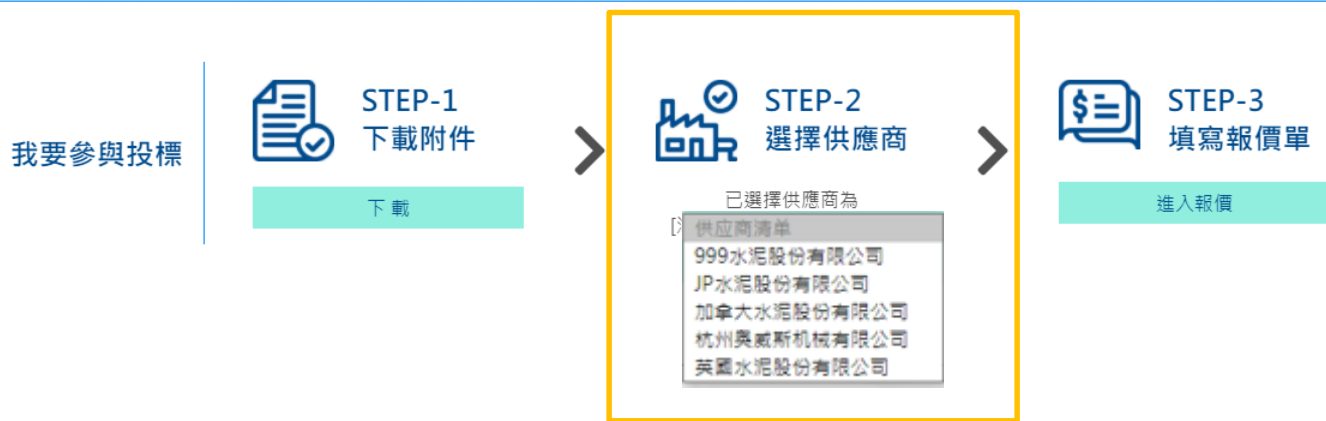 我要參與投標
STEP-1
下載附件
下載
STEP-2
選擇供應商
已選擇供應商為
供应商清单
999水泥股份有限公司
JP水泥股份有限公司
加拿大水泥股份有限公司
杭州奥威斯机械有限公司
英國水泥股份有限公司
STEP-3
填寫報價單
進入報價